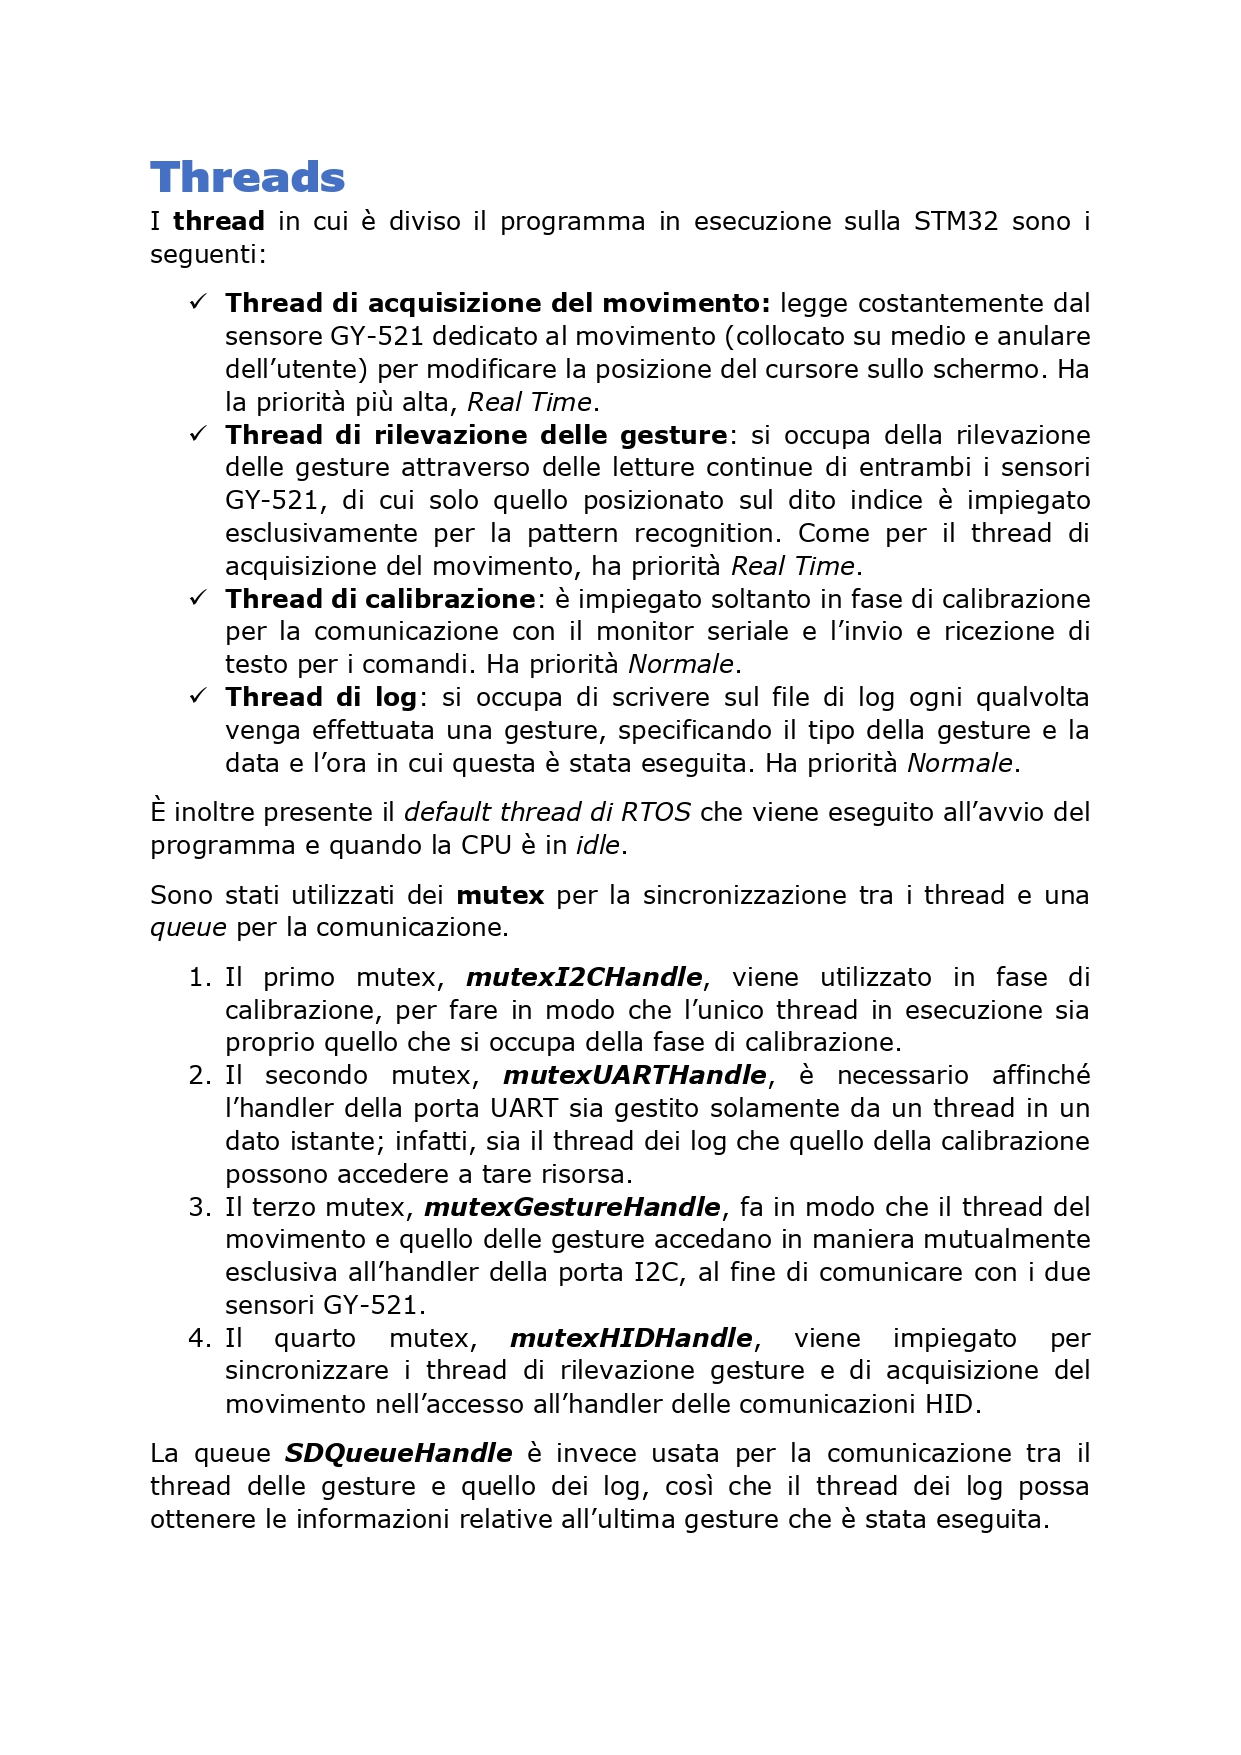 Threads
I thread in cui è diviso il programma in esecuzione sulla STM32 sono i
seguenti:
✓ Thread di acquisizione del movimento: legge costantemente dal
sensore GY-521 dedicato al movimento (collocato su medio e anulare
dell’utente) per modificare la posizione del cursore sullo schermo. Ha
la priorità più alta, Real Time.
✓ Thread di rilevazione delle gesture: si occupa della rilevazione
delle gesture attraverso delle letture continue di entrambi i sensori
GY-521, di cui solo quello posizionato sul dito indice è impiegato
esclusivamente per la pattern recognition. Come per il thread di
acquisizione del movimento, ha priorità Real Time.
✓ Thread di calibrazione: è impiegato soltanto in fase di calibrazione
per la comunicazione con il monitor seriale e l’invio e ricezione di
testo per i comandi. Ha priorità Normale.
✓ Thread di log: si occupa di scrivere sul file di log ogni qualvolta
venga effettuata una gesture, specificando il tipo della gesture e la
data e l’ora in cui questa è stata eseguita. Ha priorità Normale.
È inoltre presente il default thread di RTOS che viene eseguito all’avvio del
programma e quando la CPU è in idle.
Sono stati utilizzati dei mutex per la sincronizzazione tra i thread e una
queue per la comunicazione.
1. Il primo mutex, mutexI2CHandle, viene utilizzato in fase di
calibrazione, per fare in modo che l’unico thread in esecuzione sia
proprio quello che si occupa della fase di calibrazione.
2. Il secondo mutex, mutexUARTHandle, è necessario affinché
l’handler della porta UART sia gestito solamente da un thread in un
dato istante; infatti, sia il thread dei log che quello della calibrazione
possono accedere a tare risorsa.
3. Il terzo mutex, mutexGestureHandle, fa in modo che il thread del
movimento e quello delle gesture accedano in maniera mutualmente
esclusiva all’handler della porta I2C, al fine di comunicare con i due
sensori GY-521.
4. Il quarto mutex, mutexHIDHandle, viene impiegato per
sincronizzare i thread di rilevazione gesture e di acquisizione del
movimento nell’accesso all’handler delle comunicazioni HID.
La queue SDQueueHandle è invece usata per la comunicazione tra il
thread delle gesture e quello dei log, così che il thread dei log possa
ottenere le informazioni relative all’ultima gesture che è stata eseguita.